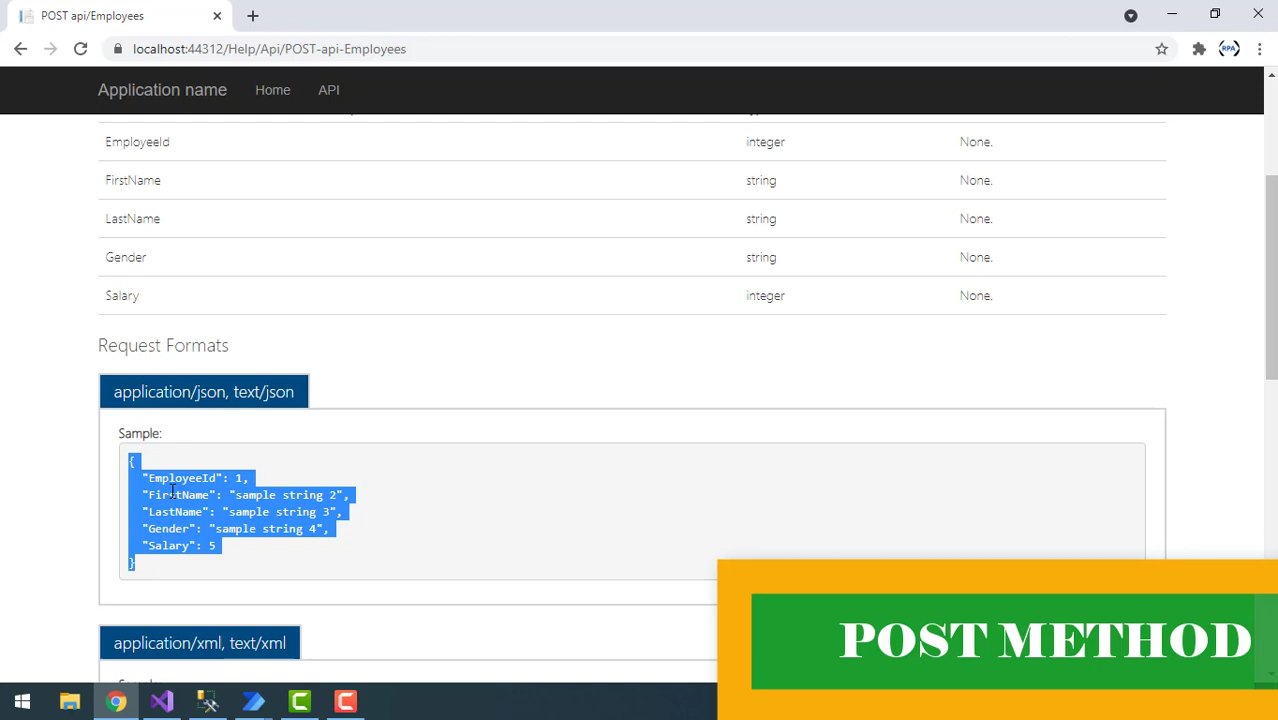 POST api/Employees
localhost:44312/Help/Api/POST-api-Employees
RPA
Application name Home API
EmployeeId integer None.
FirstName string None.
LastName string None.
Gender string None.
Salary integer None.
Request Formats
application/json, text/json
Sample:
{
"EmployeeId": 1,
"FirstName": "sample string 2",
"LastName": "sample string 3",
"Gender": "sample string 4",
"Salary": 5
}
application/xml, text/xml
POST METHOD